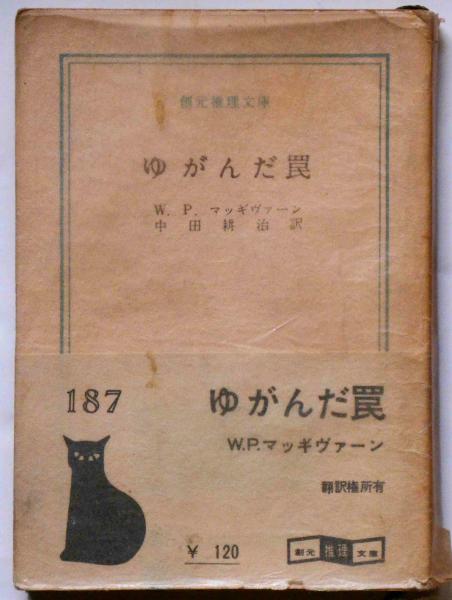 創元推理文庫
ゆがんだ罠
W. P. マッギヴァーン
中田耕治訳
187
ゆがんだ罠
W.P.マッギヴァーン
翻訳権所有
¥ 120
創元 推理 文庫